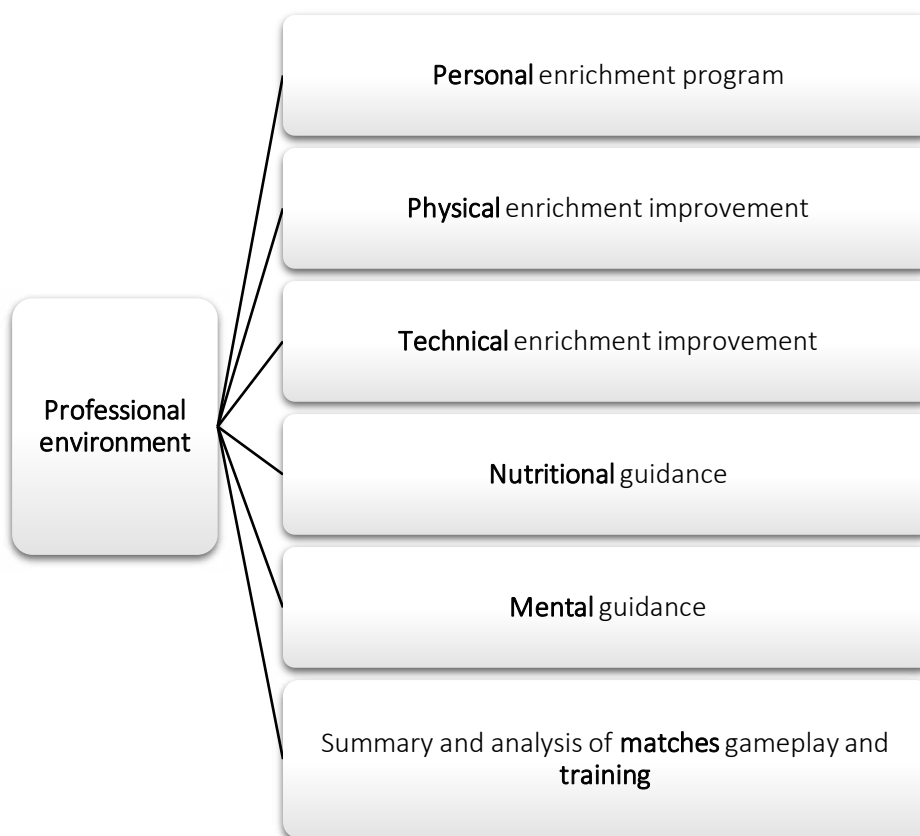 Personal enrichment program
Physical enrichment improvement
Technical enrichment improvement
Professional
environment
Nutritional guidance
Mental guidance
Summary and analysis of matches gameplay and
training